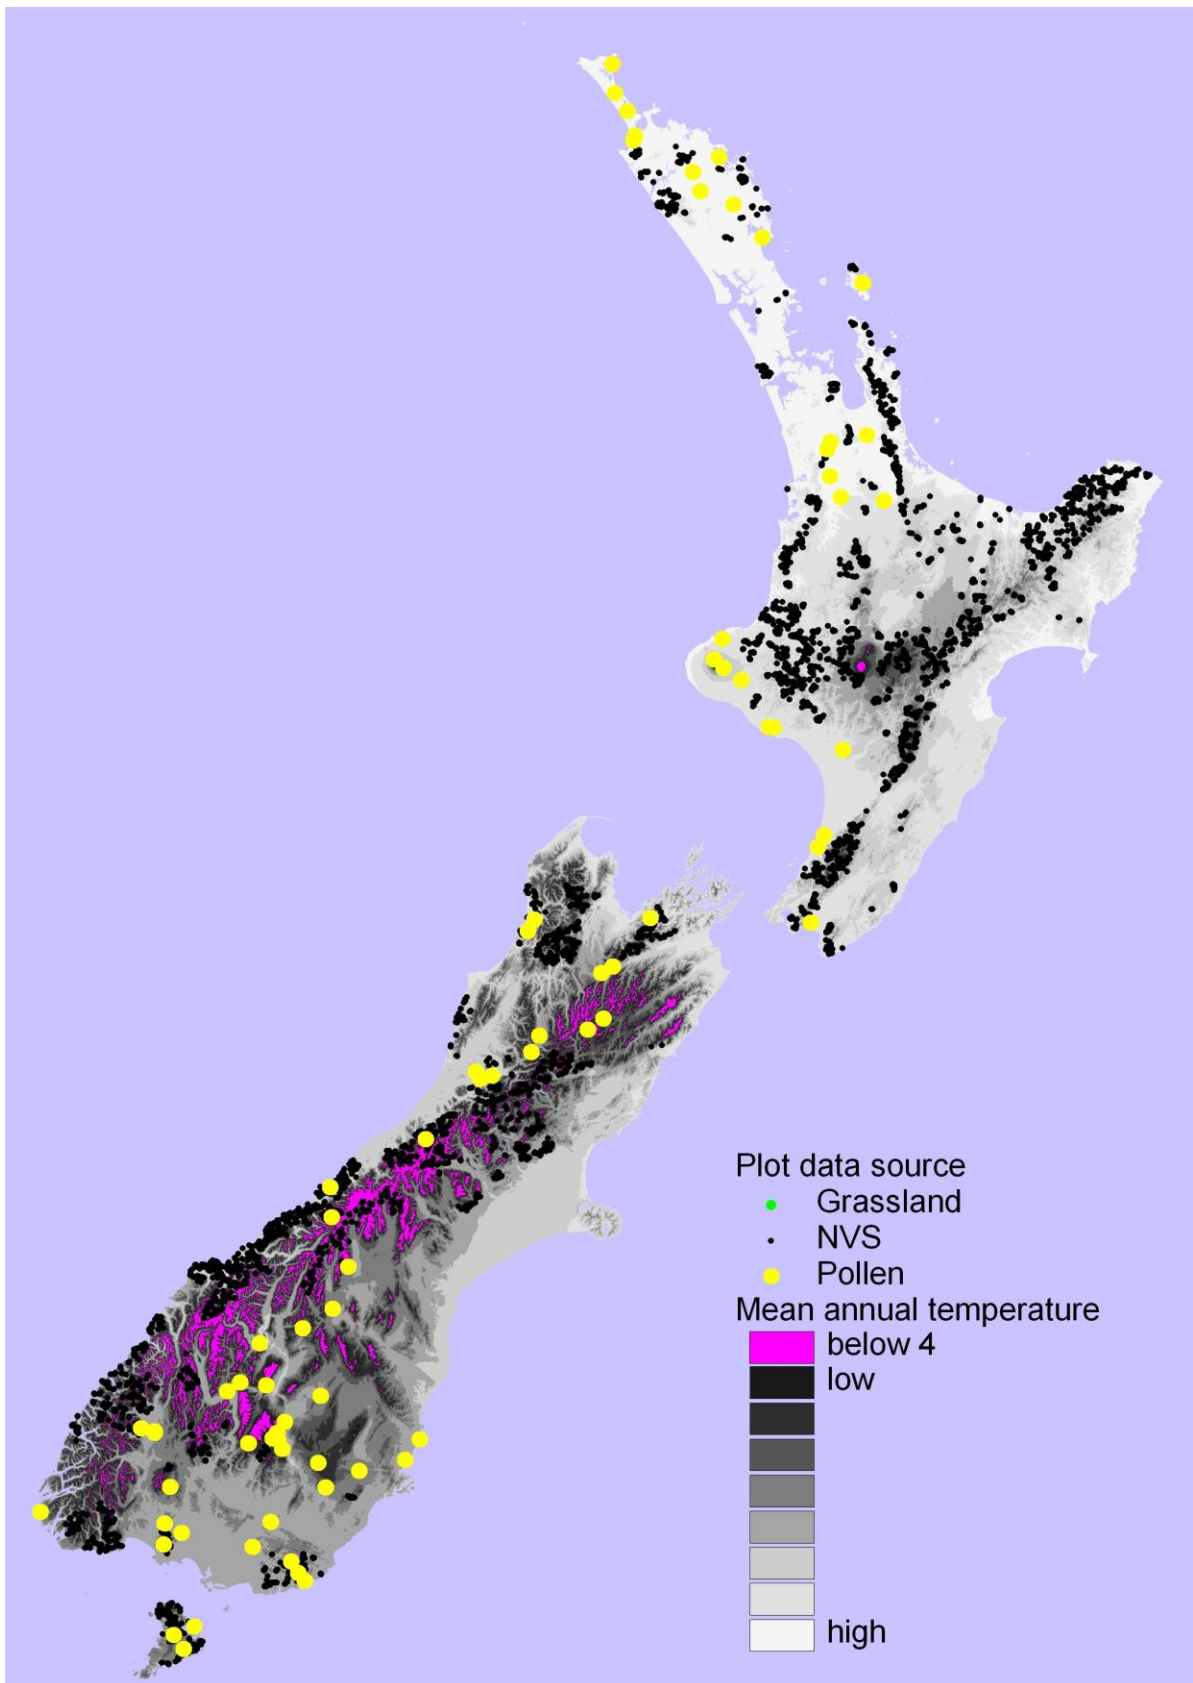 Plot data source
Grassland
NVS
Pollen
Mean annual temperature
below 4
low
high